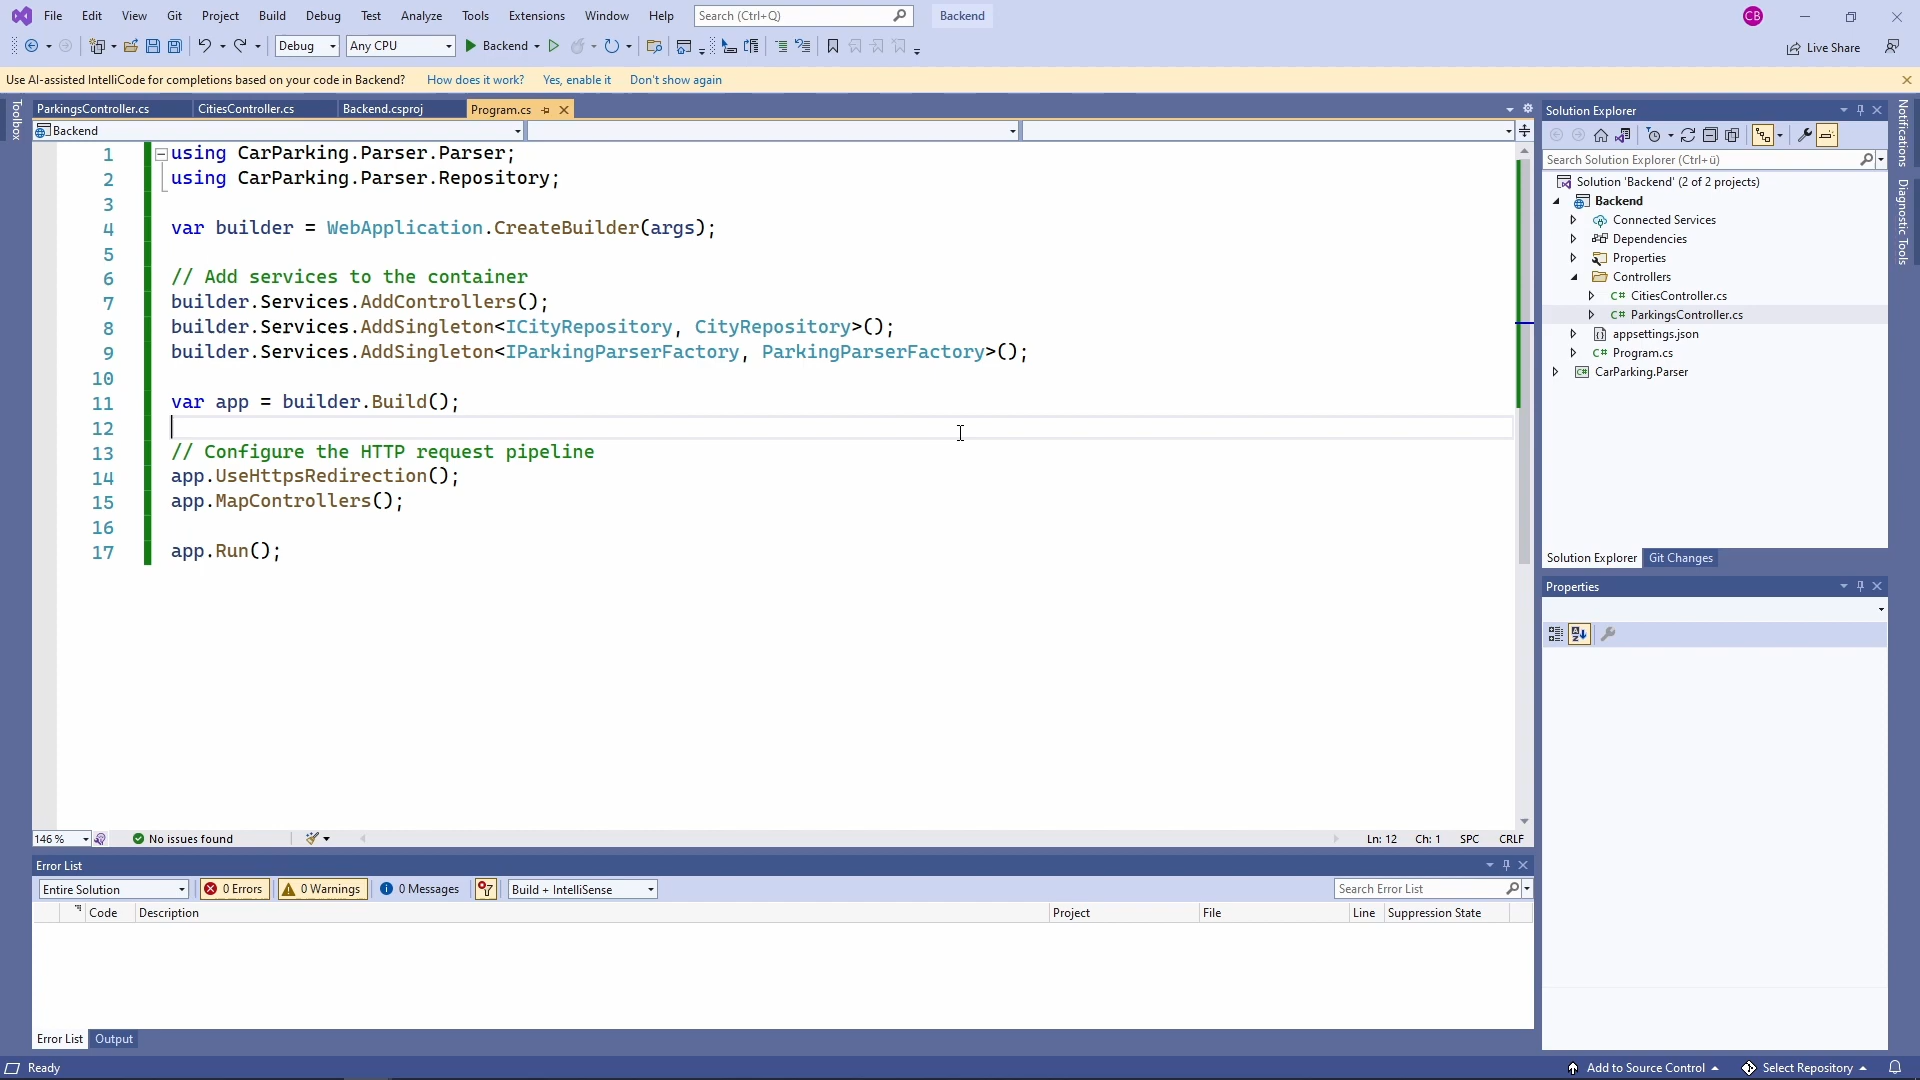 File Edit View Git Project Build Debug Test Analyze Tools Extensions Window Help Search (Ctrl+Q) Backend CB
Debug Any CPU Backend Live Share
Use AI-assisted IntelliCode for completions based on your code in Backend? How does it work? Yes, enable it Don't show again
Toolbox
ParkingsController.cs CitiesController.cs Backend.csproj Program.cs
Backend
1 using CarParking.Parser.Parser;
2 using CarParking.Parser.Repository;
3
4 var builder = WebApplication.CreateBuilder(args);
5
6 // Add services to the container
7 builder.Services.AddControllers();
8 builder.Services.AddSingleton<ICityRepository, CityRepository>();
9 builder.Services.AddSingleton<IParkingParserFactory, ParkingParserFactory>();
10
11 var app = builder.Build();
12
13 // Configure the HTTP request pipeline
14 app.UseHttpsRedirection();
15 app.MapControllers();
16
17 app.Run();
146 % No issues found Ln: 12 Ch: 1 SPC CRLF
Error List
Entire Solution 0 Errors 0 Warnings 0 Messages Build + IntelliSense Search Error List
Code Description Project File Line Suppression State
Error List Output
Solution Explorer
Search Solution Explorer (Ctrl+ü)
Solution 'Backend' (2 of 2 projects)
Backend
Connected Services
Dependencies
Properties
Controllers
C# CitiesController.cs
C# ParkingsController.cs
appsettings.json
C# Program.cs
C# CarParking.Parser
Solution Explorer Git Changes
Properties
Notifications
Diagnostic Tools
Ready Add to Source Control Select Repository